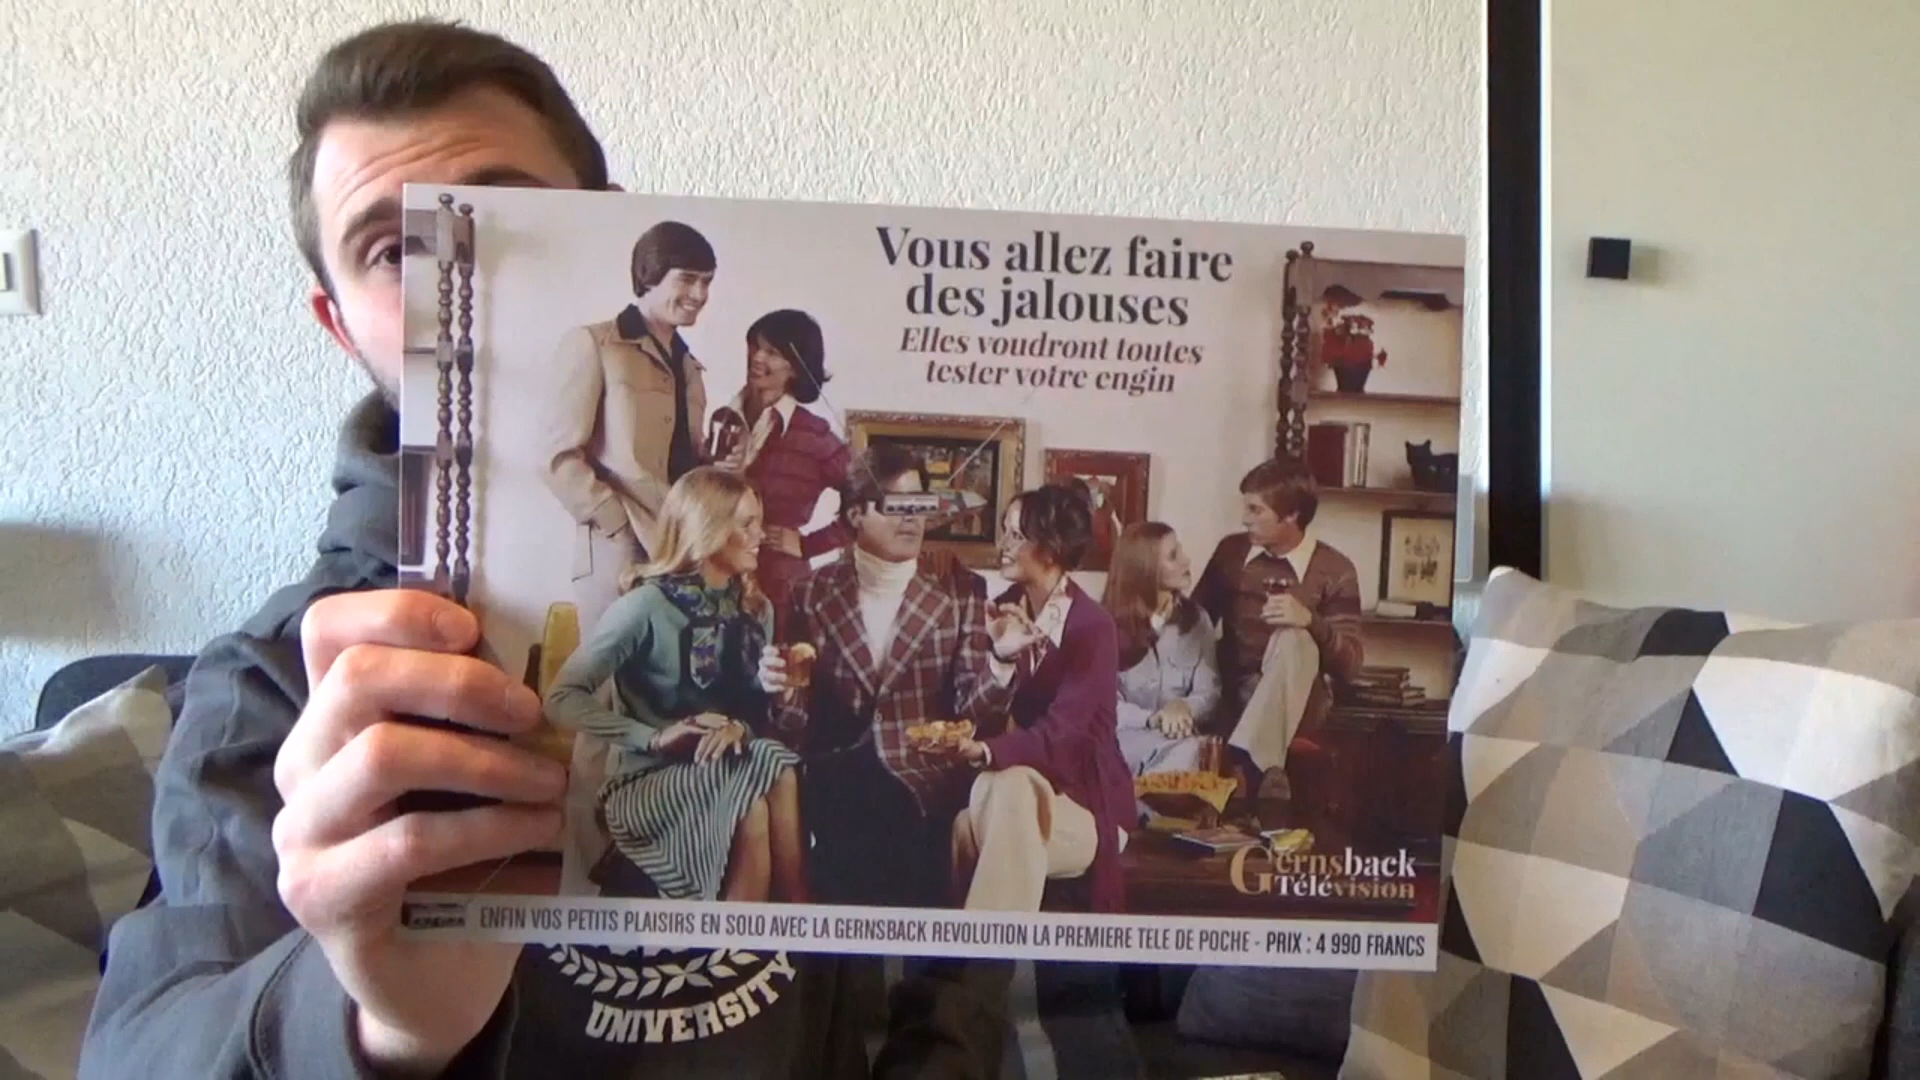 Vous allez faire
des jalouses
Elles voudront toutes
tester votre engin
Gernsback
Télévision
ENFIN VOS PETITS PLAISIRS EN SOLO AVEC LA GERNSBACK REVOLUTION LA PREMIERE TELE DE POCHE - PRIX : 4 990 FRANCS
UNIVERSITY